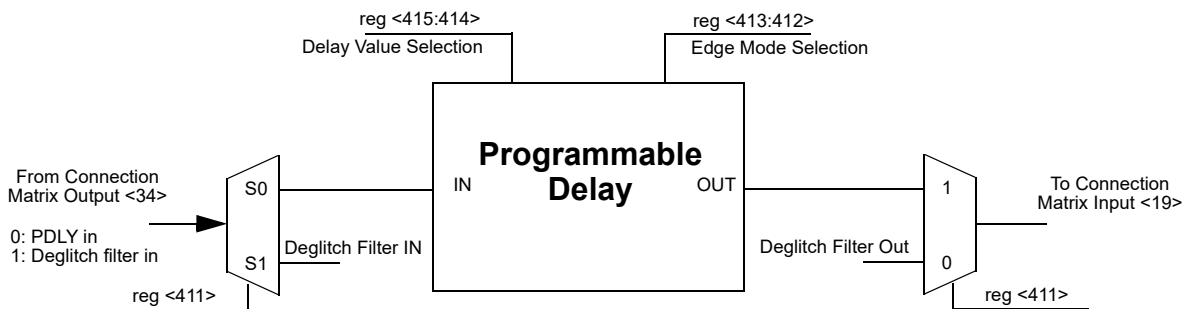 reg <415:414>
Delay Value Selection
reg <413:412>
Edge Mode Selection
Programmable
Delay
IN
OUT
From Connection
Matrix Output <34>
0: PDLY in
1: Deglitch filter in
S0
S1
Deglitch Filter IN
reg <411>
Deglitch Filter Out
1
0
To Connection
Matrix Input <19>
reg <411>